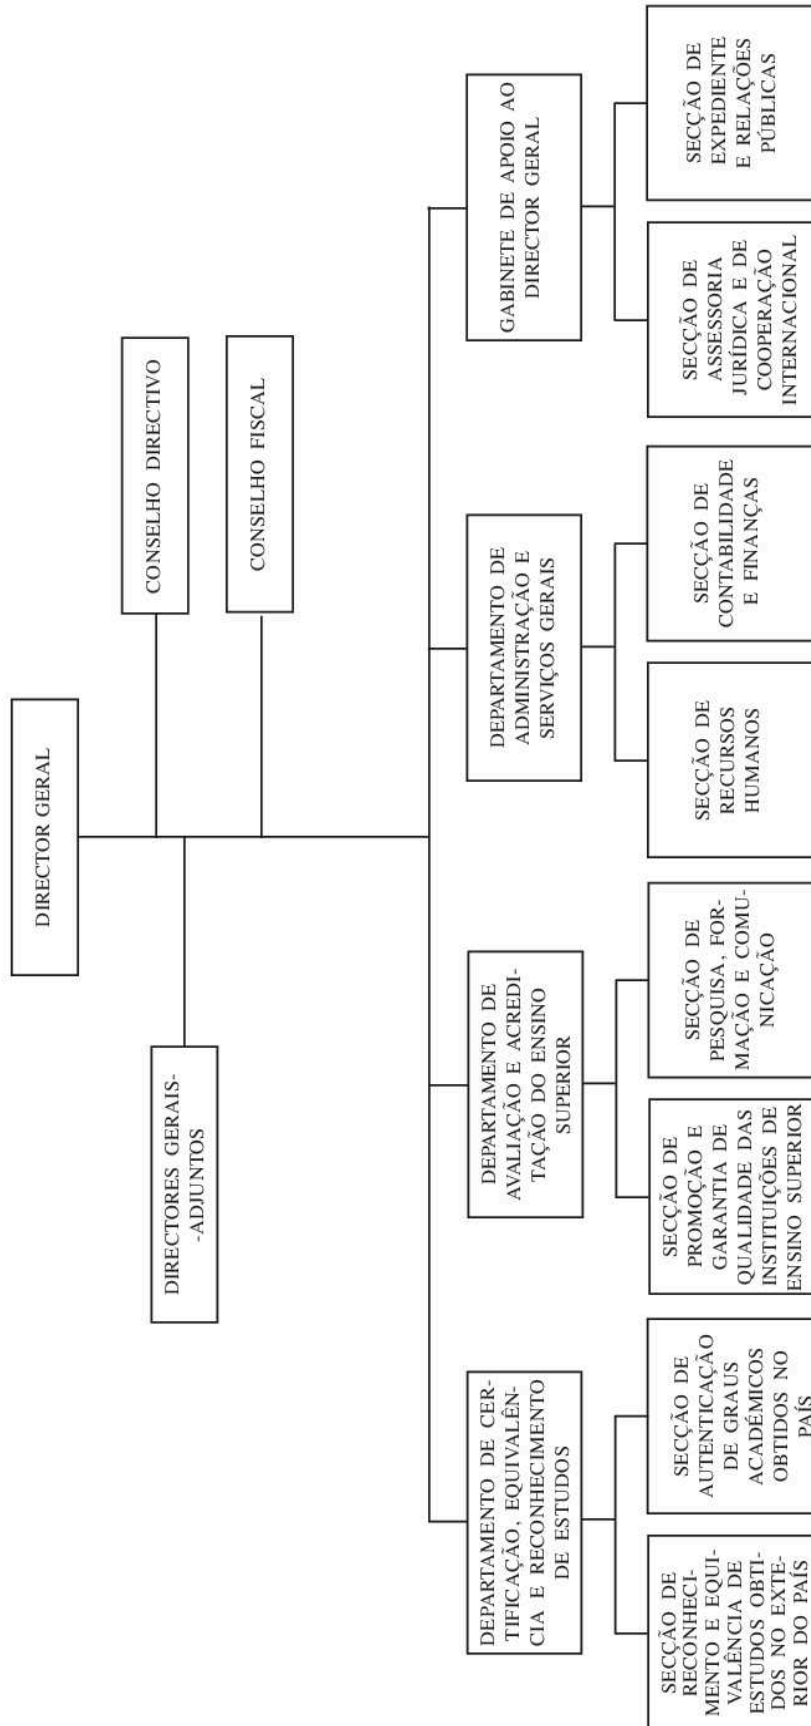 DIRECTOR GERAL
CONSELHO DIRECTIVO
DIRECTORES GERAIS-
-ADJUNTOS
CONSELHO FISCAL
DEPARTAMENTO DE CER-
TIFICAÇÃO, EQUIVALÊN-
CIA E RECONHECIMENTO
DE ESTUDOS
DEPARTAMENTO DE
AVALIAÇÃO E ACREDI-
TAÇÃO DO ENSINO
SUPERIOR
DEPARTAMENTO DE
ADMINISTRAÇÃO E
SERVIÇOS GERAIS
GABINETE DE APOIO AO
DIRECTOR GERAL
SECÇÃO DE
RECONHECI-
MENTO E EQUI-
VALÊNCIA DE
ESTUDOS OBTI-
DOS NO EXTE-
RIOR DO PAÍS
SECÇÃO DE
AUTENTICAÇÃO
DE GRAUS
ACADÉMICOS
OBTIDOS NO
PAÍS
SECÇÃO DE
PROMOÇÃO E
GARANTIA DE
QUALIDADE DAS
INSTITUIÇÕES DE
ENSINO SUPERIOR
SECÇÃO DE
PESQUISA, FOR-
MAÇÃO E COMU-
NICAÇÃO
SECÇÃO DE
RECURSOS
HUMANOS
SECÇÃO DE
CONTABILIDADE
E FINANÇAS
SECÇÃO DE
ASSESSORIA
JURÍDICA E DE
COOPERAÇÃO
INTERNACIONAL
SECÇÃO DE
EXPEDIENTE
E RELAÇÕES
PÚBLICAS